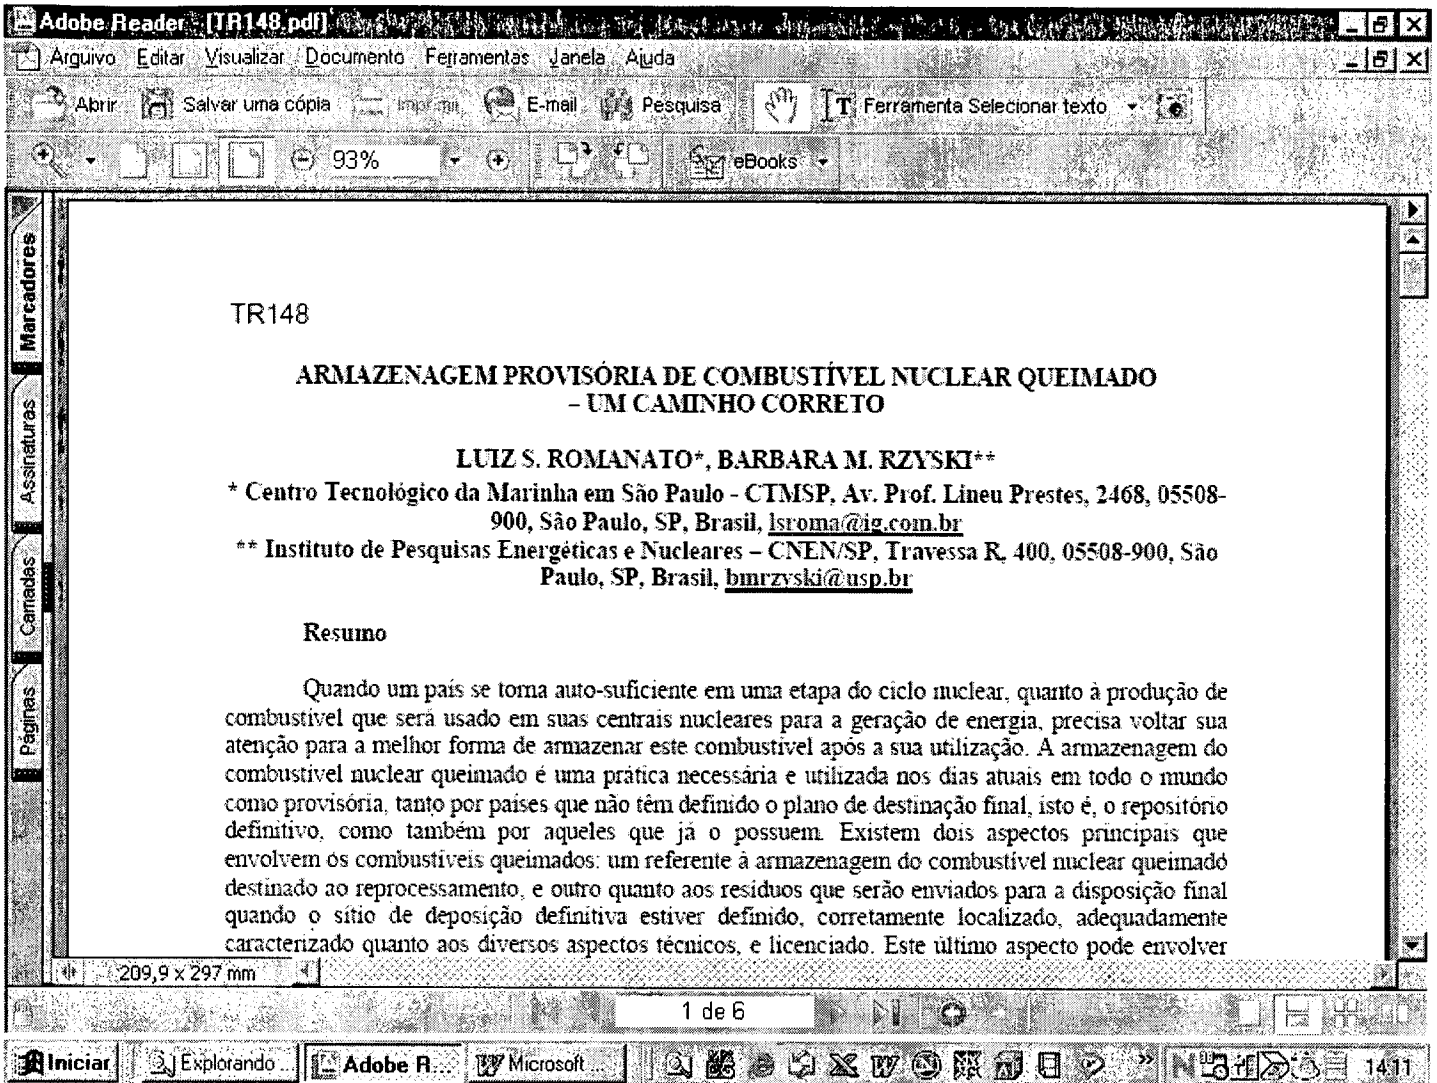 Adobe Reader - [TR148.pdf]
Arquivo Editar Visualizar Documento Ferramentas Janela Ajuda
Abrir Salvar uma cópia Imprimir E-mail Pesquisa T Ferramenta Selecionar texto
93% eBooks
Marcadores
Assinaturas
Camadas
Páginas
TR148
ARMAZENAGEM PROVISÓRIA DE COMBUSTÍVEL NUCLEAR QUEIMADO
– UM CAMINHO CORRETO
LUIZ S. ROMANATO*, BARBARA M. RZYSKI**
* Centro Tecnológico da Marinha em São Paulo - CTMSP, Av. Prof. Lineu Prestes, 2468, 05508-
900, São Paulo, SP, Brasil, lsroma@ig.com.br
** Instituto de Pesquisas Energéticas e Nucleares – CNEN/SP, Travessa R, 400, 05508-900, São
Paulo, SP, Brasil, bmrzyski@usp.br
Resumo
Quando um país se torna auto-suficiente em uma etapa do ciclo nuclear, quanto à produção de
combustível que será usado em suas centrais nucleares para a geração de energia, precisa voltar sua
atenção para a melhor forma de armazenar este combustível após a sua utilização. A armazenagem do
combustível nuclear queimado é uma prática necessária e utilizada nos dias atuais em todo o mundo
como provisória, tanto por países que não têm definido o plano de destinação final, isto é, o repositório
definitivo, como também por aqueles que já o possuem. Existem dois aspectos principais que
envolvem os combustíveis queimados: um referente à armazenagem do combustível nuclear queimado
destinado ao reprocessamento, e outro quanto aos resíduos que serão enviados para a disposição final
quando o sítio de deposição definitiva estiver definido, corretamente localizado, adequadamente
caracterizado quanto aos diversos aspectos técnicos, e licenciado. Este último aspecto pode envolver
209,9 x 297 mm
1 de 6
Iniciar Explorando ... Adobe R... Microsoft ... 14:11